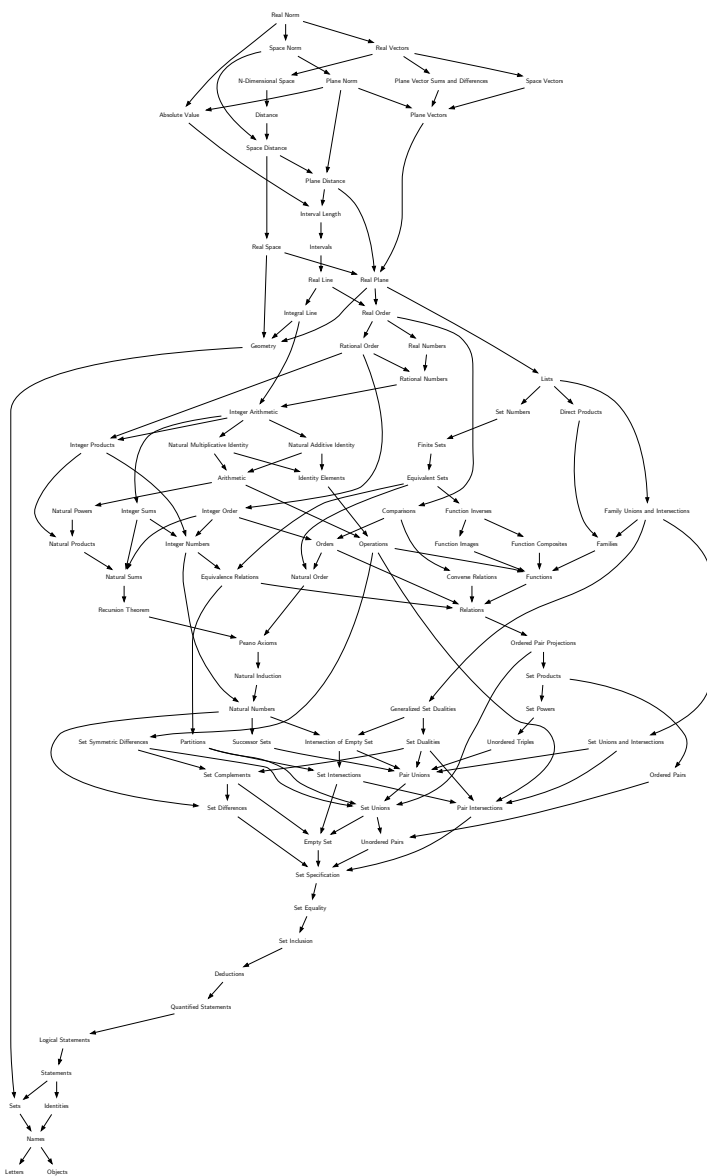 Real Norm
Space Norm
Real Vectors
N-Dimensional Space
Plane Norm
Plane Vector Sums and Differences
Space Vectors
Absolute Value
Distance
Plane Vectors
Space Distance
Plane Distance
Interval Length
Real Space
Intervals
Real Line
Real Plane
Integral Line
Real Order
Geometry
Rational Order
Real Numbers
Rational Numbers
Lists
Integer Arithmetic
Set Numbers
Direct Products
Integer Products
Natural Multiplicative Identity
Natural Additive Identity
Finite Sets
Arithmetic
Identity Elements
Equivalent Sets
Natural Powers
Integer Sums
Integer Order
Comparisons
Function Inverses
Family Unions and Intersections
Natural Products
Integer Numbers
Orders
Operations
Function Images
Function Composites
Families
Natural Sums
Equivalence Relations
Natural Order
Converse Relations
Functions
Recursion Theorem
Relations
Peano Axioms
Ordered Pair Projections
Natural Induction
Set Products
Natural Numbers
Generalized Set Dualities
Set Powers
Set Symmetric Differences
Partitions
Successor Sets
Intersection of Empty Set
Set Dualities
Unordered Triples
Set Unions and Intersections
Set Complements
Set Intersections
Pair Unions
Ordered Pairs
Set Differences
Set Unions
Pair Intersections
Empty Set
Unordered Pairs
Set Specification
Set Equality
Set Inclusion
Deductions
Quantified Statements
Logical Statements
Statements
Sets
Identities
Names
Letters
Objects